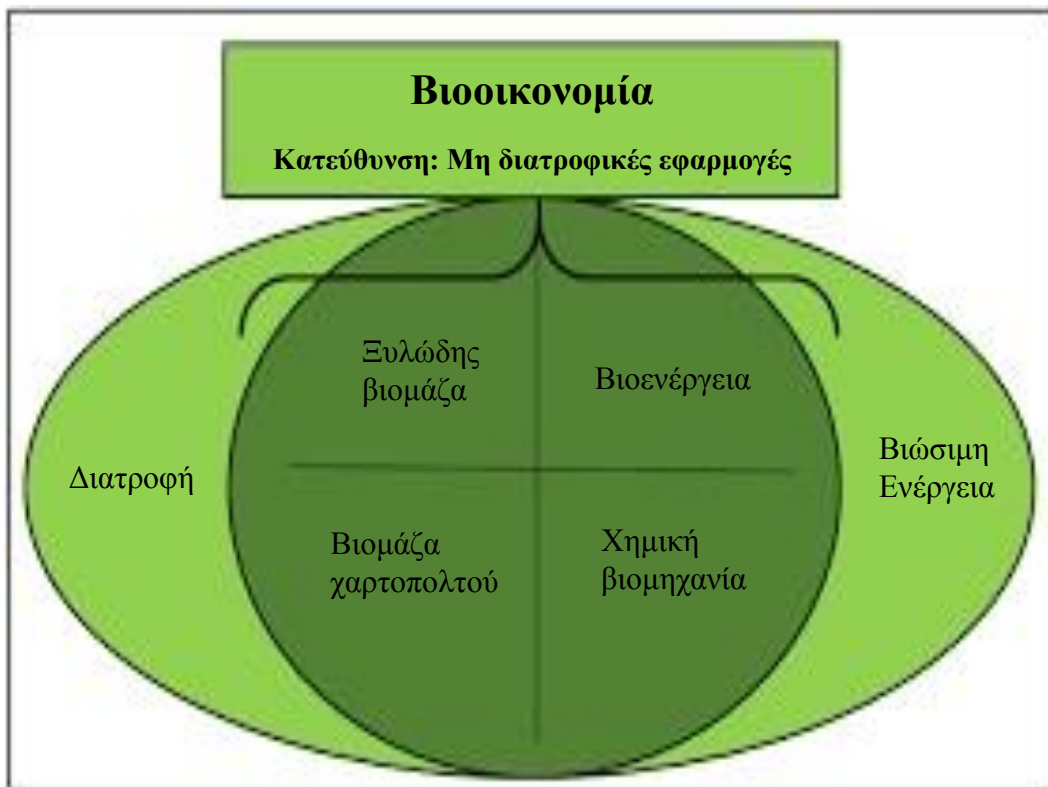 Βιοοικονομία
Κατεύθυνση: Μη διατροφικές εφαρμογές
Ξυλώδης
βιομάζα
Βιοενέργεια
Διατροφή
Βιώσιμη
Ενέργεια
Βιομάζα
χαρτοπολτού
Χημική
βιομηχανία